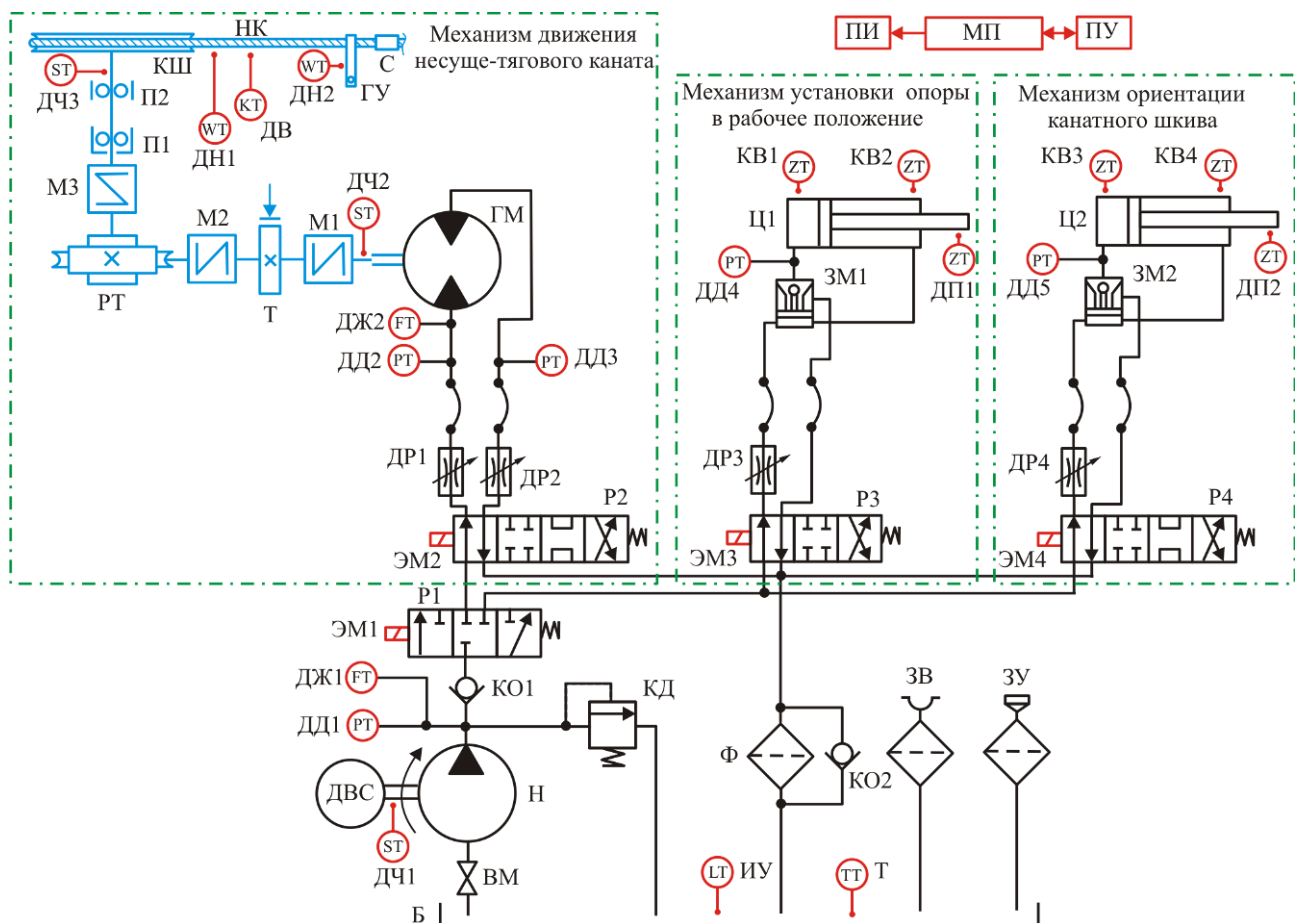 НК
Механизм движения
несуще-тягового каната
ПИ
МП
ПУ
ST
КШ
WT
С
ДЧ3
П2
КТ
ДН2
ГУ
Механизм установки опоры
в рабочее положение
Механизм ориентации
канатного шкива
WT
ДВ
П1
ДН1
КВ1
ZT
КВ2
ZT
КВ3
ZT
КВ4
ZT
М3
ДЧ2
ST
ГМ
М2
М1
Ц1
Ц2
PT
ZT
PT
ZT
ДД4
ЗМ1
ДП1
ДД5
ЗМ2
ДП2
РТ
Т
ДЖ2
FT
ДД2
PT
PT
ДД3
ДР1
ДР2
ДР3
ДР4
Р2
Р3
Р4
ЭМ2
ЭМ3
ЭМ4
Р1
ЭМ1
ДЖ1
FT
КО1
КД
ЗВ
ЗУ
ДД1
PT
Ф
КО2
ДВС
Н
ST
ДЧ1
ВМ
LT
ИУ
TT
Т
Б